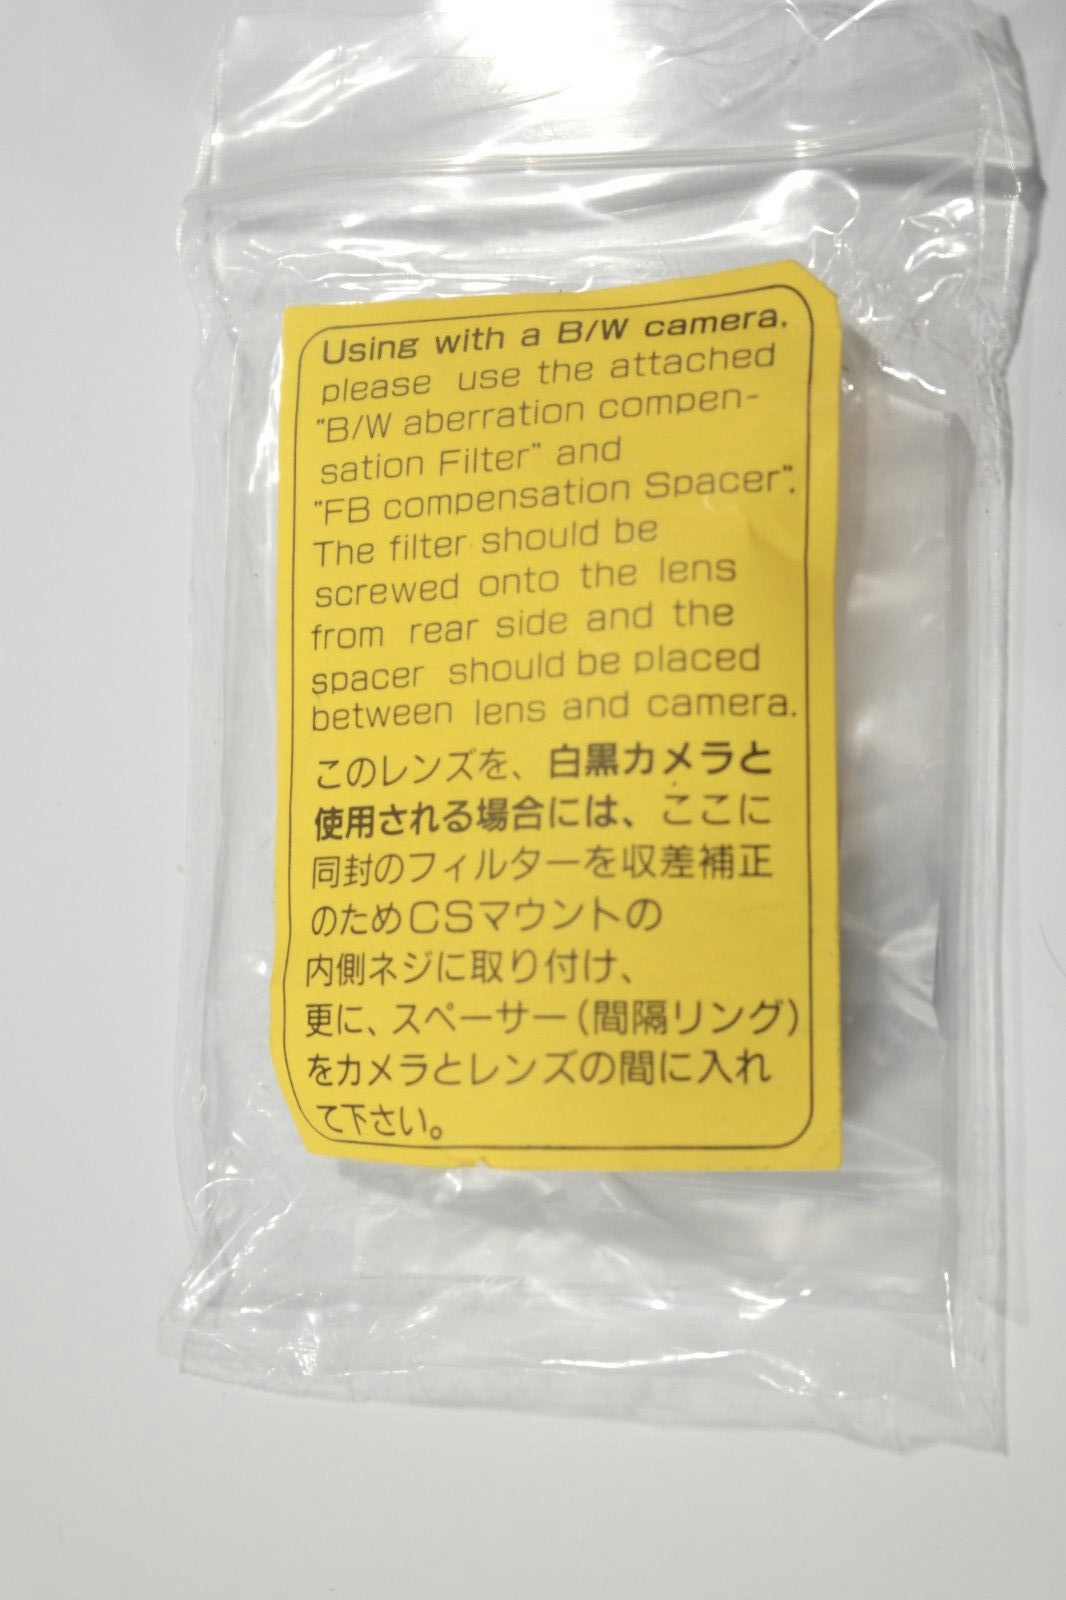 Using with a B/W camera,
please use the attached
"B/W aberration compen-
sation Filter" and
"FB compensation Spacer".
The filter should be
screwed onto the lens
from rear side and the
spacer should be placed
between lens and camera.
このレンズを、白黒カメラと
使用される場合には、ここに
同封のフィルターを収差補正
のためCSマウントの
内側ネジに取り付け、
更に、スペーサー(間隔リング)
をカメラとレンズの間に入れ
て下さい。